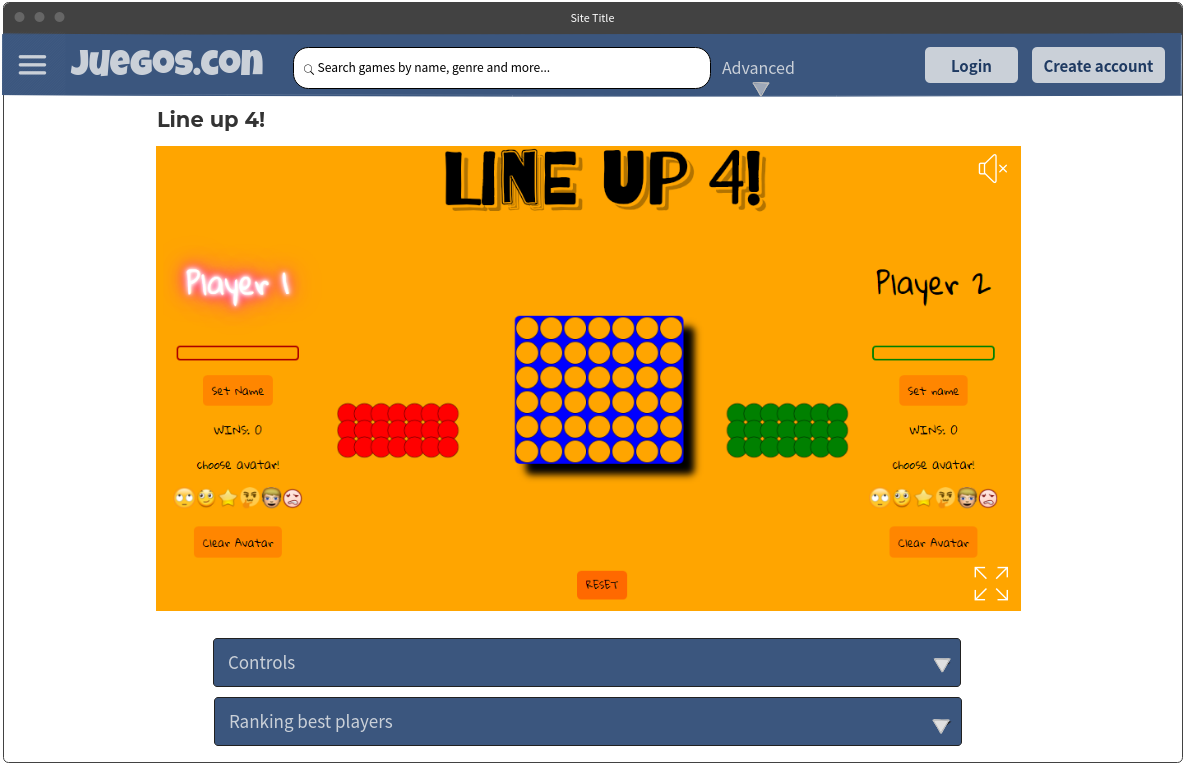 Site Title
Juegos.con
Search games by name, genre and more...
Advanced
Login
Create account
Line up 4!
LINE UP 4!
Player 1
Player 2
Set Name
Set name
WINS: 0
WINS: 0
choose avatar!
choose avatar!
Clear Avatar
Clear Avatar
RESET
Controls
Ranking best players